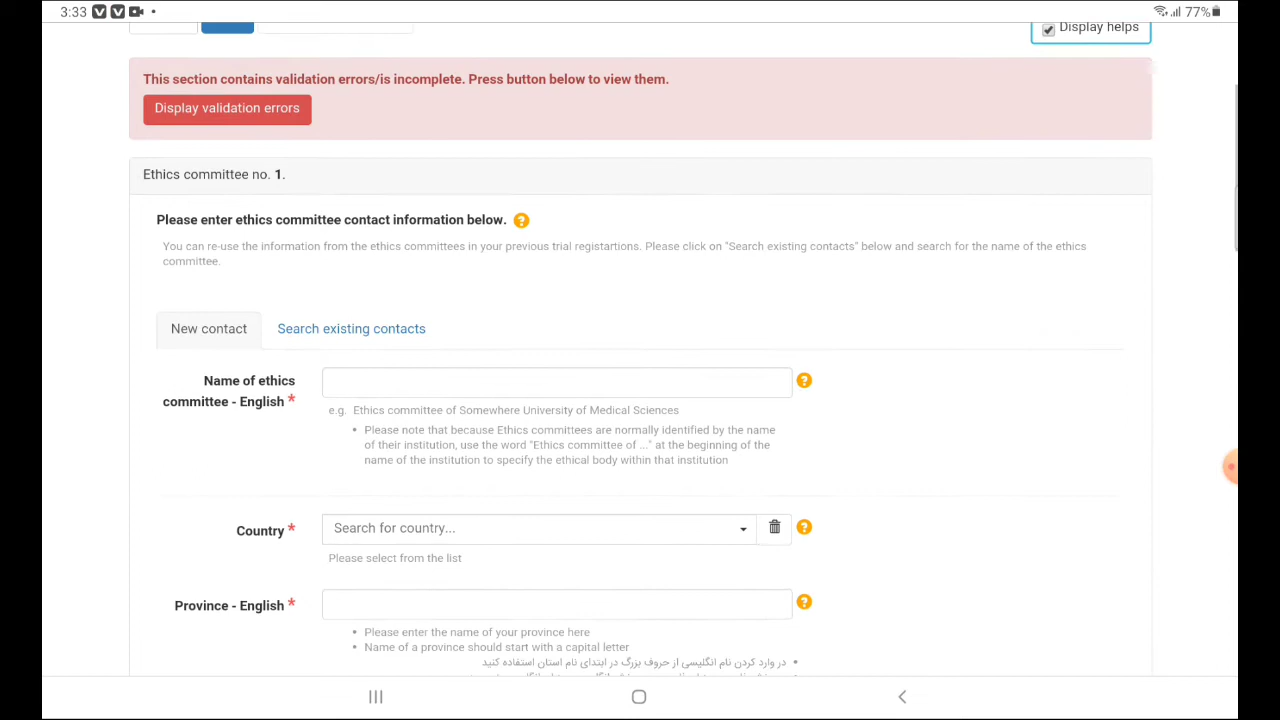 3:33
77%
Display helps
This section contains validation errors/is incomplete. Press button below to view them.
Display validation errors
Ethics committee no. 1.
Please enter ethics committee contact information below.
You can re-use the information from the ethics committees in your previous trial registartions. Please click on "Search existing contacts" below and search for the name of the ethics
committee.
New contact
Search existing contacts
Name of ethics
committee - English *
e.g. Ethics committee of Somewhere University of Medical Sciences
• Please note that because Ethics committees are normally identified by the name
of their institution, use the word "Ethics committee of ..." at the beginning of the
name of the institution to specify the ethical body within that institution
Country *
Search for country...
Please select from the list
Province - English *
• Please enter the name of your province here
• Name of a province should start with a capital letter
• در وارد کردن نام انگلیسی از حروف بزرگ در ابتدای نام استان استفاده کنید